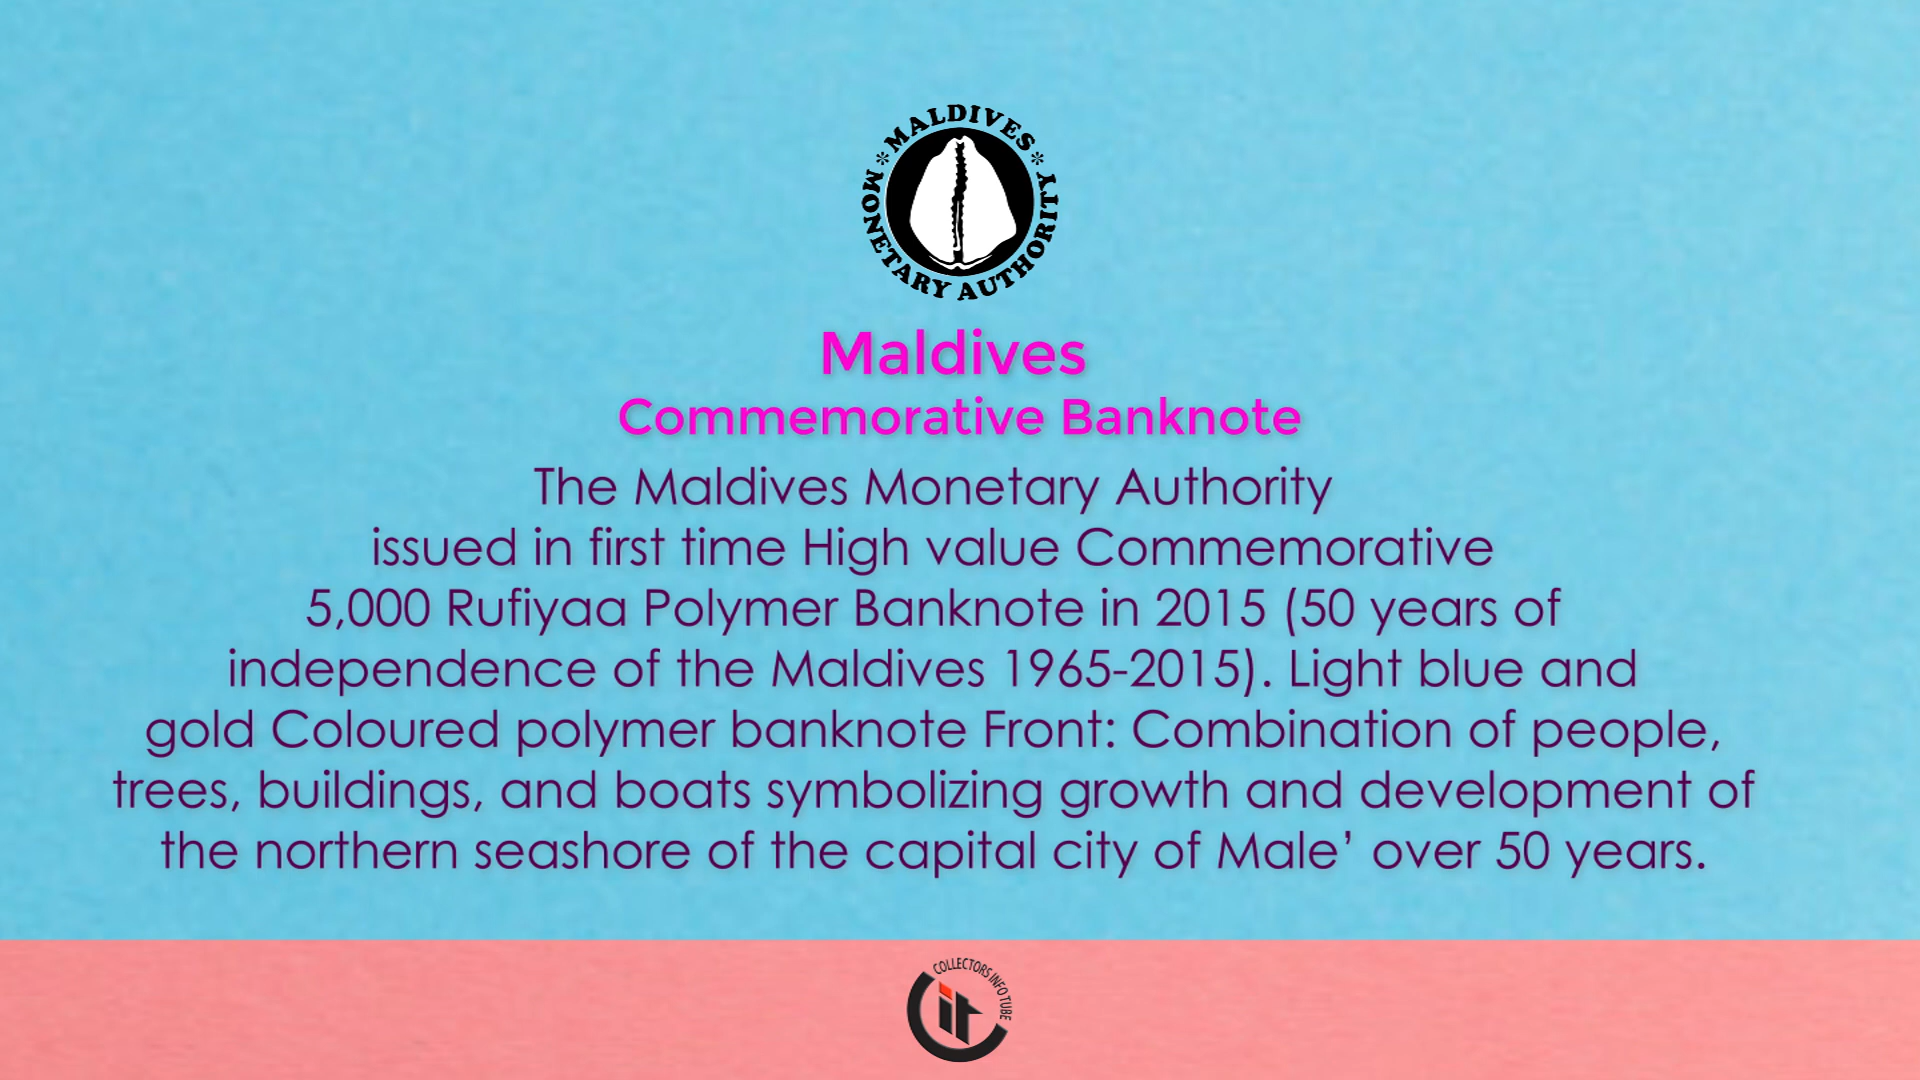 * MALDIVES *
MONETARY AUTHORITY
Maldives
Commemorative Banknote
The Maldives Monetary Authority
issued in first time High value Commemorative
5,000 Rufiyaa Polymer Banknote in 2015 (50 years of
independence of the Maldives 1965-2015). Light blue and
gold Coloured polymer banknote Front: Combination of people,
trees, buildings, and boats symbolizing growth and development of
the northern seashore of the capital city of Male’ over 50 years.
COLLECTORS INFO TUBE
it